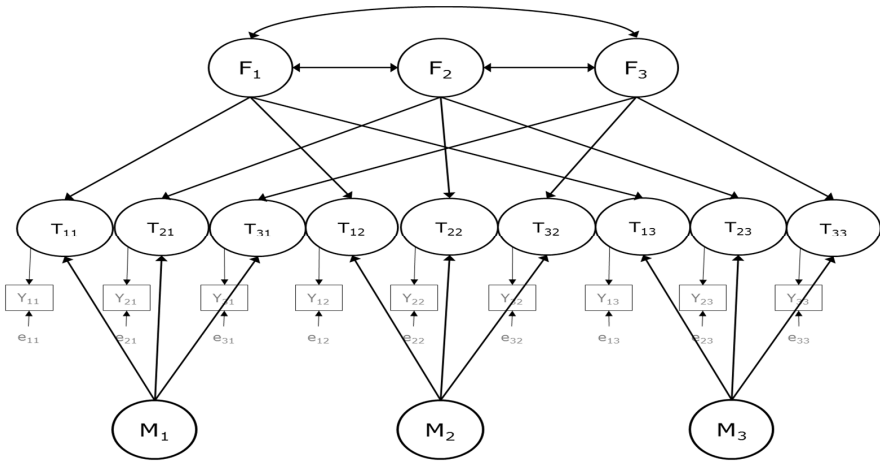 F₁ F₂ F₃
T₁₁ T₂₁ T₃₁ T₁₂ T₂₂ T₃₂ T₁₃ T₂₃ T₃₃
Y₁₁ Y₂₁ Y₃₁ Y₁₂ Y₂₂ Y₃₂ Y₁₃ Y₂₃ Y₃₃
e₁₁ e₂₁ e₃₁ e₁₂ e₂₂ e₃₂ e₁₃ e₂₃ e₃₃
M₁ M₂ M₃